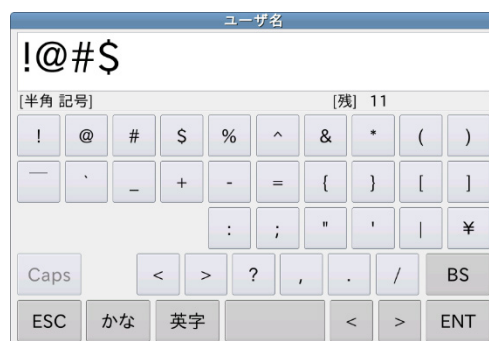 ユーザ名
!@#$
[半角 記号] [残] 11
! @ # $ % ^ & * ( )
‾ ` _ + - = { } [ ]
: ; " ' | ¥
Caps < > ? , . / BS
ESC かな 英字 < > ENT